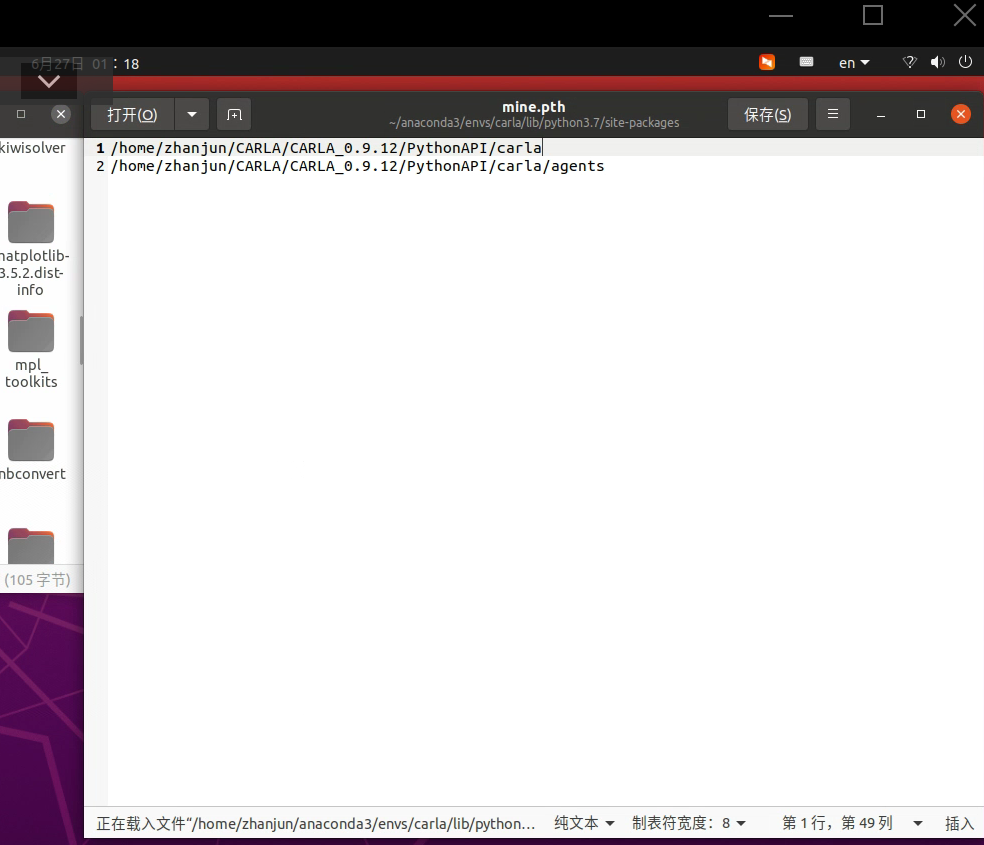 6月27日 01：18
en
打开(O)
mine.pth
~/anaconda3/envs/carla/lib/python3.7/site-packages
保存(S)
kiwisolver
matplotlib-
3.5.2.dist-
info
mpl_
toolkits
nbconvert
(105 字节)
1 /home/zhanjun/CARLA/CARLA_0.9.12/PythonAPI/carla
2 /home/zhanjun/CARLA/CARLA_0.9.12/PythonAPI/carla/agents
正在载入文件“/home/zhanjun/anaconda3/envs/carla/lib/python…
纯文本
制表符宽度：8
第 1 行，第 49 列
插入